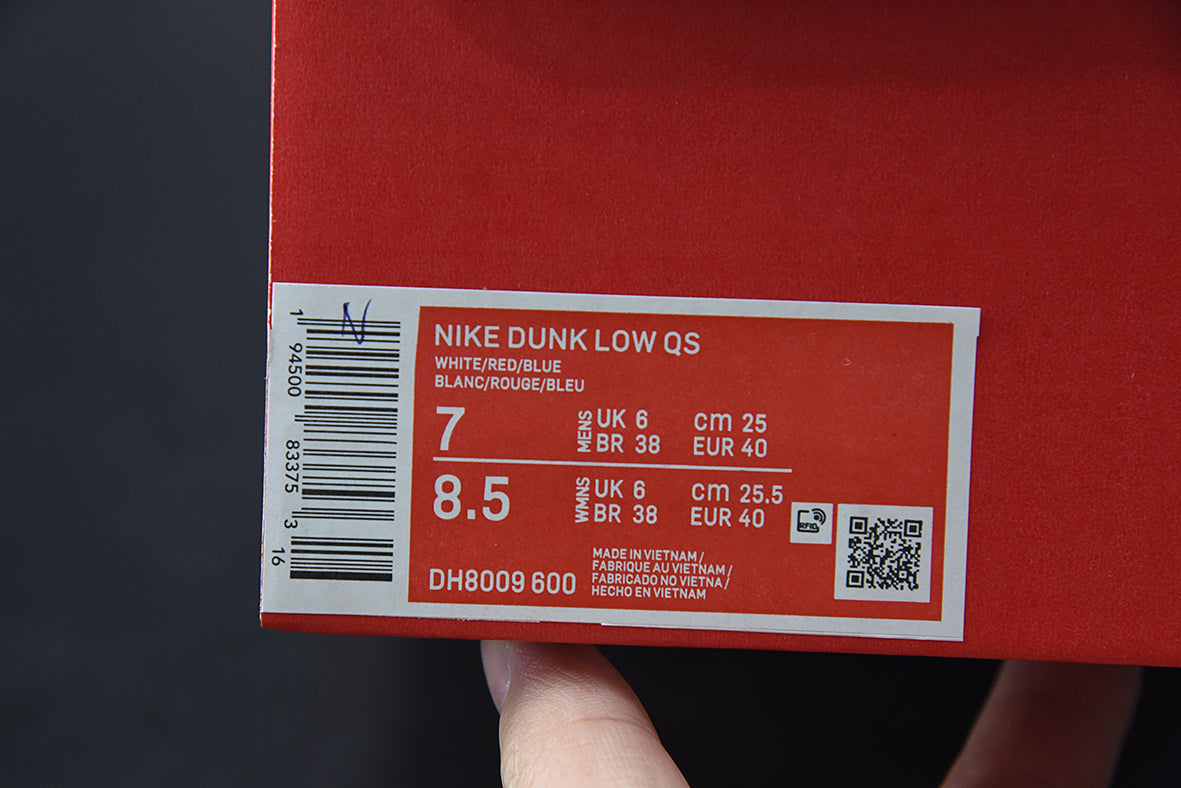 N
1 94500 83375 3 16
NIKE DUNK LOW QS
WHITE/RED/BLUE
BLANC/ROUGE/BLEU
7
MENS
UK 6 cm 25
BR 38 EUR 40
8.5
WMNS
UK 6 cm 25.5
BR 38 EUR 40
RFID
DH8009 600
MADE IN VIETNAM /
FABRIQUE AU VIETNAM /
FABRICADO NO VIETNA /
HECHO EN VIETNAM